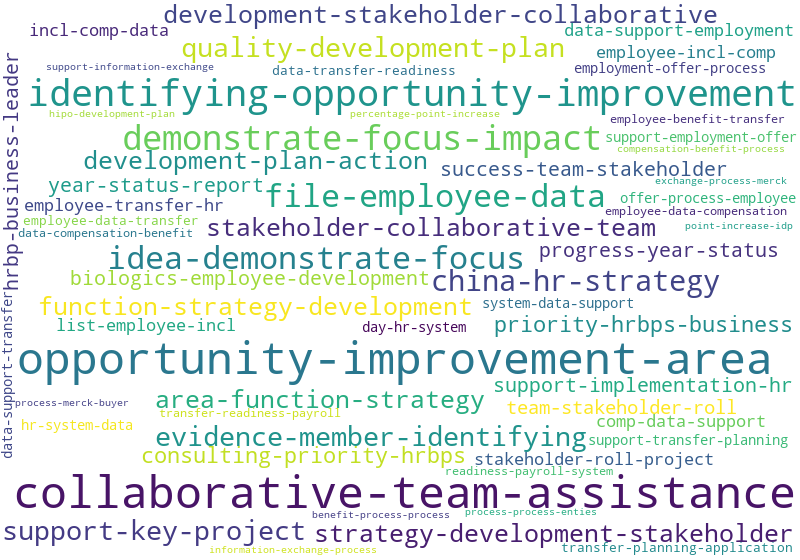 development-stakeholder-collaborative
incl-comp-data
data-support-employment
quality-development-plan
employee-incl-comp
support-information-exchange
data-transfer-readiness
employment-offer-process
hrbp-business-leader
identifying-opportunity-improvement
hipo-development-plan
percentage-point-increase
employee-benefit-transfer
demonstrate-focus-impact
support-employment-offer
compensation-benefit-process
development-plan-action
success-team-stakeholder
year-status-report
exchange-process-merck
file-employee-data
offer-process-employee
employee-transfer-hr
employee-data-compensation
employee-data-transfer
stakeholder-collaborative-team
point-increase-idp
data-compensation-benefit
idea-demonstrate-focus
progress-year-status
biologics-employee-development
china-hr-strategy
data-support-transfer
function-strategy-development
system-data-support
list-employee-incl
day-hr-system
priority-hrbps-business
opportunity-improvement-area
support-implementation-hr
process-merck-buyer
area-function-strategy
team-stakeholder-roll
transfer-readiness-payroll
hr-system-data
comp-data-support
evidence-member-identifying
support-transfer-planning
consulting-priority-hrbps
stakeholder-roll-project
readiness-payroll-system
collaborative-team-assistance
benefit-process-process
process-process-enties
support-key-project
strategy-development-stakeholder
information-exchange-process
transfer-planning-application